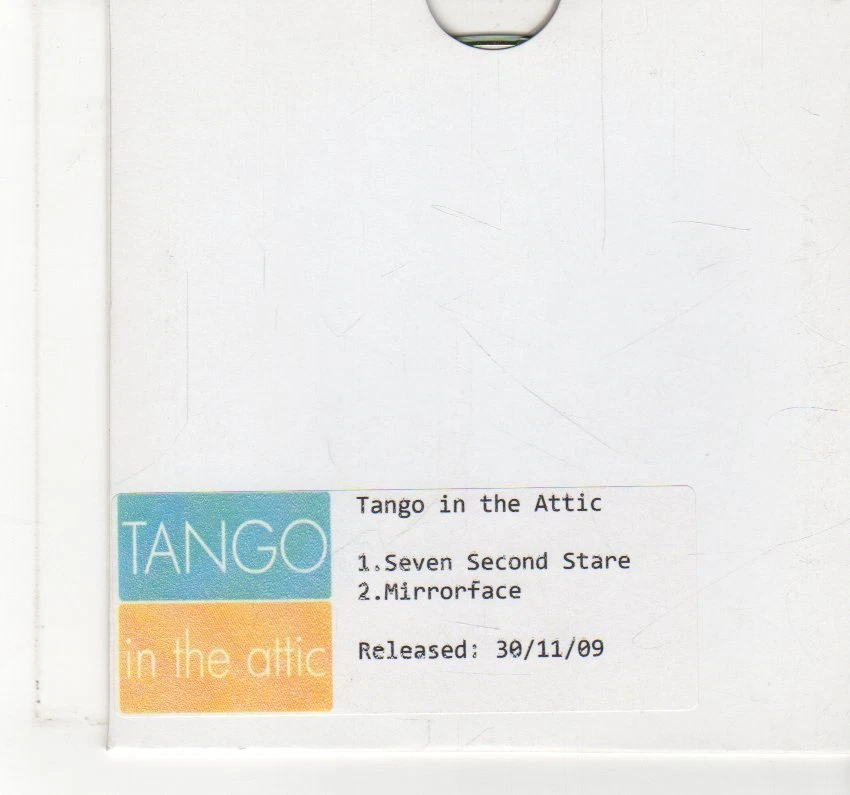 TANGO
in the attic
Tango in the Attic
1.Seven Second Stare
2.Mirrorface
Released: 30/11/09